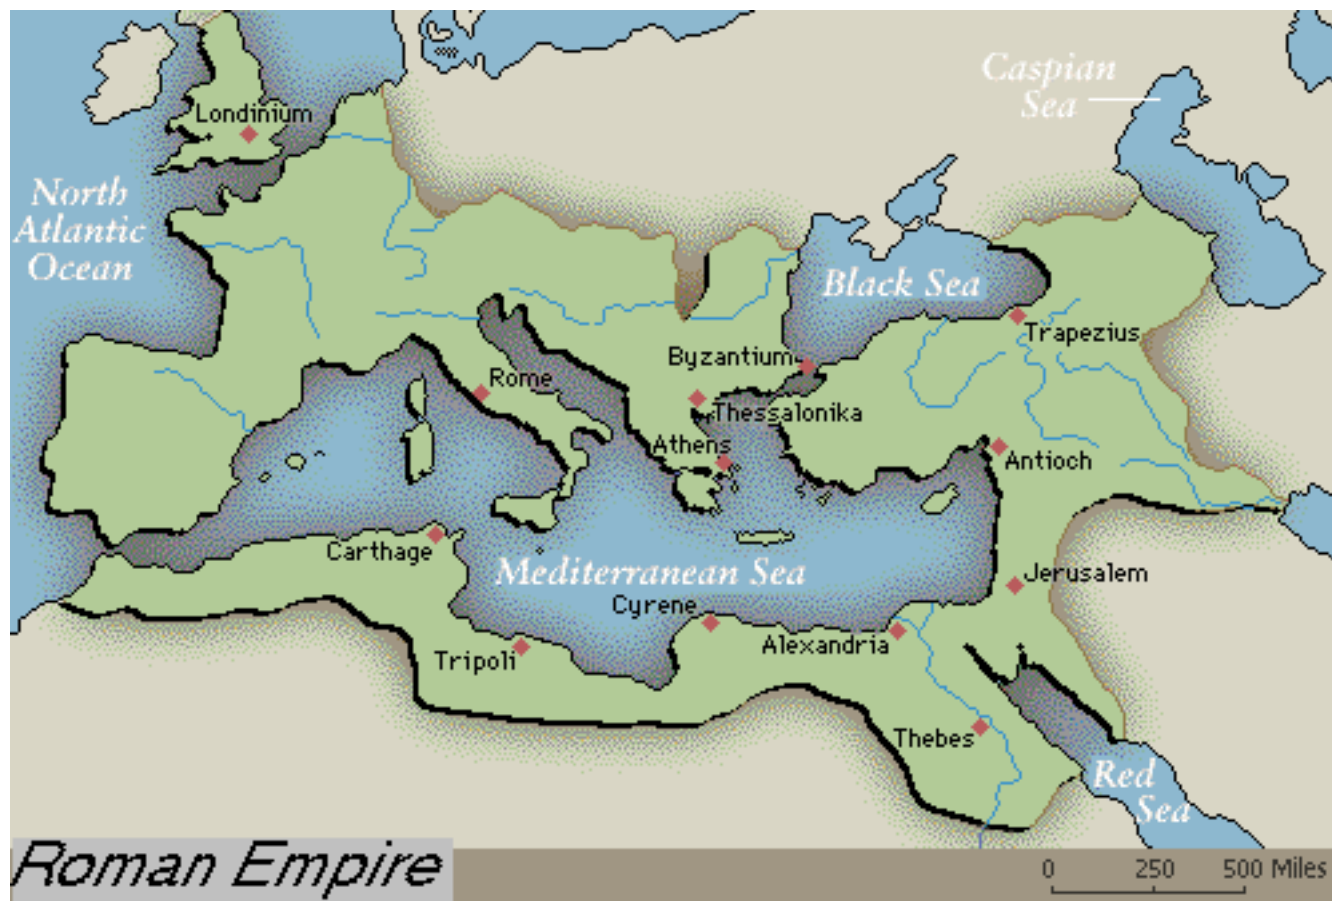 Caspian
Sea
Londinium
North
Atlantic
Ocean
Black Sea
Trapezius
Byzantium
Rome
Thessalonika
Athens
Antioch
Carthage
Mediterranean Sea
Jerusalem
Cyrene
Alexandria
Tripoli
Thebes
Red
Sea
Roman Empire
0 250 500 Miles